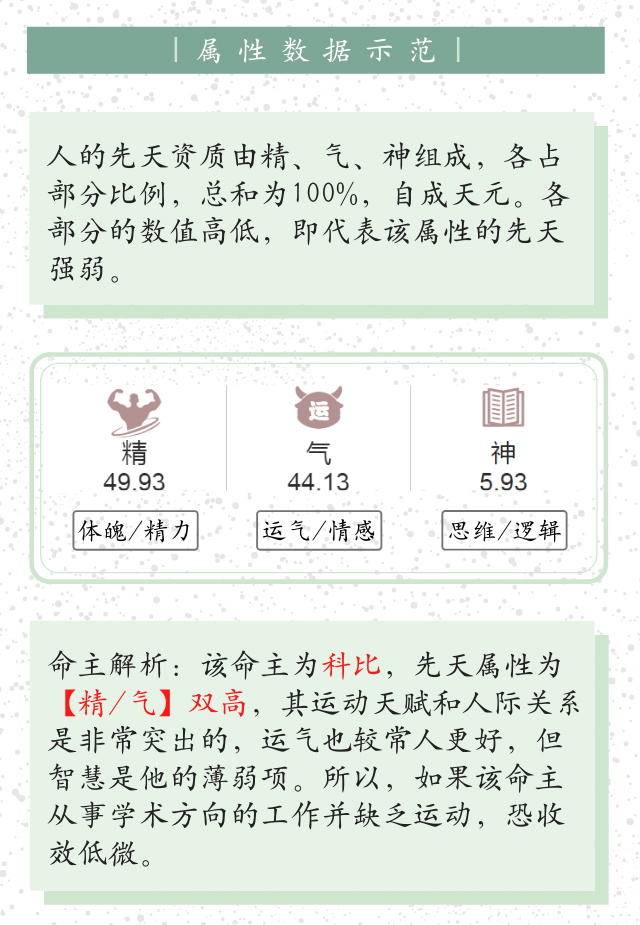 属性数据示范
人的先天资质由精、气、神组成，各占
部分比例，总和为100%，自成天元。各
部分的数值高低，即代表该属性的先天
强弱。
运
精 气 神
49.93 44.13 5.93
体魄/精力 运气/情感 思维/逻辑
命主解析：该命主为科比，先天属性为
【精/气】双高，其运动天赋和人际关系
是非常突出的，运气也较常人更好，但
智慧是他的薄弱项。所以，如果该命主
从事学术方向的工作并缺乏运动，恐收
效低微。